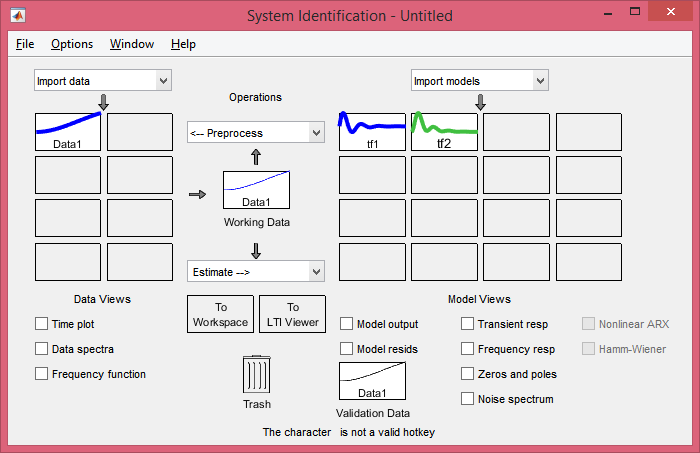 System Identification - Untitled
File Options Window Help
Import data
Operations
Import models
Data1
<-- Preprocess
tf1
tf2
Data1
Working Data
Estimate -->
Data Views
To
Workspace
To
LTI Viewer
Model Views
Time plot
Data spectra
Frequency function
Model output
Model resids
Transient resp
Frequency resp
Zeros and poles
Noise spectrum
Nonlinear ARX
Hamm-Wiener
Trash
Data1
Validation Data
The character is not a valid hotkey